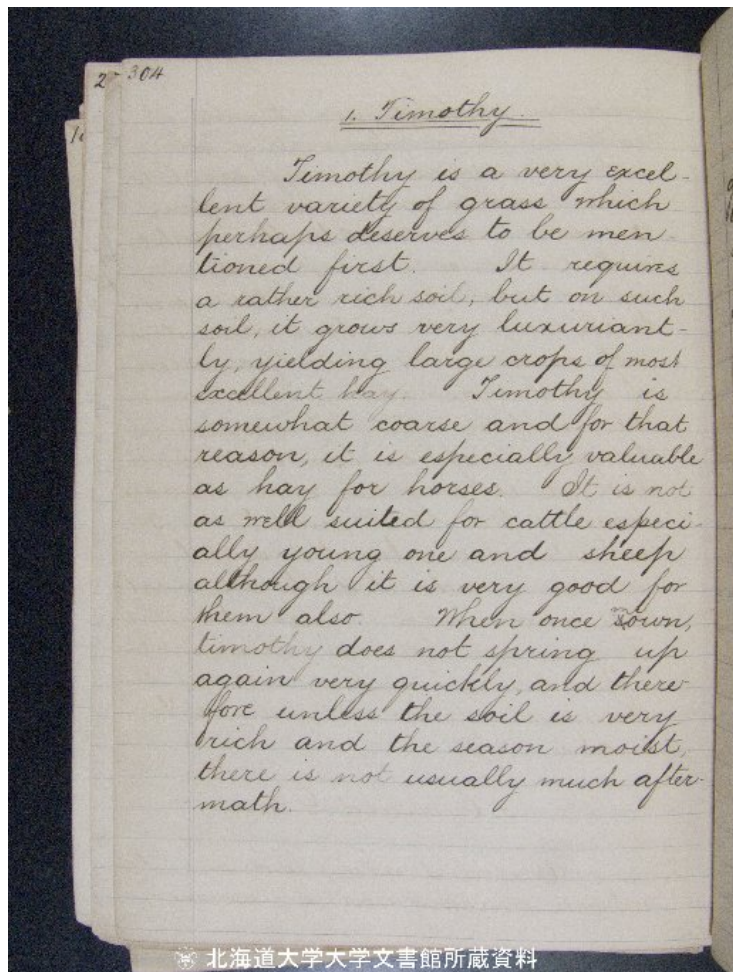 304
1. Timothy.
Timothy is a very excel-
lent variety of grass which
perhaps deserves to be men-
tioned first. It requires
a rather rich soil, but on such
soil, it grows very luxuriant-
ly, yielding large crops of most
excellent hay. Timothy is
somewhat coarse and for that
reason, it is especially valuable
as hay for horses. It is not
as well suited for cattle especi-
ally young one and sheep
although it is very good for
them also. When once sown,
timothy does not spring up
again very quickly, and there-
fore unless the soil is very
rich and the season moist,
there is not usually much after-
math.
北海道大学大学文書館所蔵資料